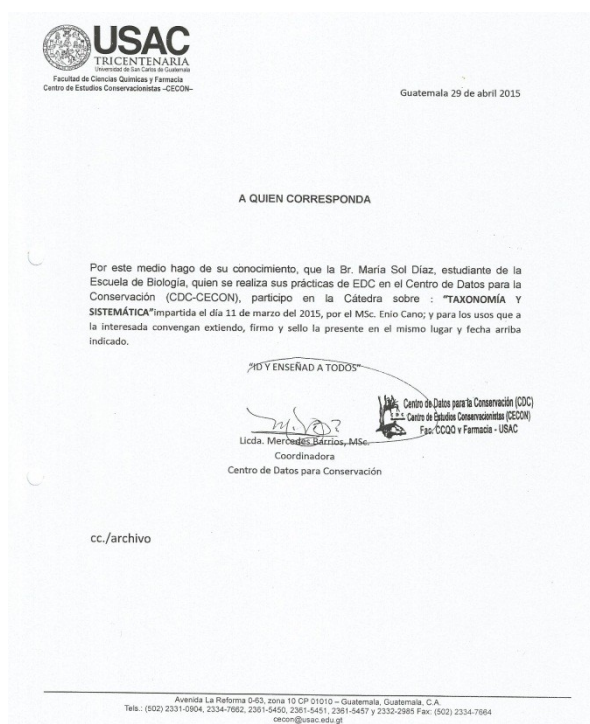 USAC
TRICENTENARIA
Universidad de San Carlos de Guatemala
Facultad de Ciencias Químicas y Farmacia
Centro de Estudios Conservacionistas –CECON–
Guatemala 29 de abril 2015
A QUIEN CORRESPONDA
Por este medio hago de su conocimiento, que la Br. María Sol Díaz, estudiante de la
Escuela de Biología, quien se realiza sus prácticas de EDC en el Centro de Datos para la
Conservación (CDC-CECON), participo en la Cátedra sobre : "TAXONOMÍA Y
SISTEMÁTICA"impartida el día 11 de marzo del 2015, por el MSc. Enio Cano; y para los usos que a
la interesada convengan extiendo, firmo y sello la presente en el mismo lugar y fecha arriba
indicado.
"ID Y ENSEÑAD A TODOS"
Centro de Datos para la Conservación (CDC)
Centro de Estudios Conservacionistas (CECON)
Fac. CCQQ y Farmacia - USAC
Licda. Mercedes Barrios, MSc.
Coordinadora
Centro de Datos para Conservación
cc./archivo
Avenida La Reforma 0-63, zona 10 CP 01010 – Guatemala, Guatemala, C.A.
Tels.: (502) 2331-0904, 2334-7662, 2361-5450, 2361-5451, 2361-5457 y 2332-2985 Fax: (502) 2334-7664
cecon@usac.edu.gt